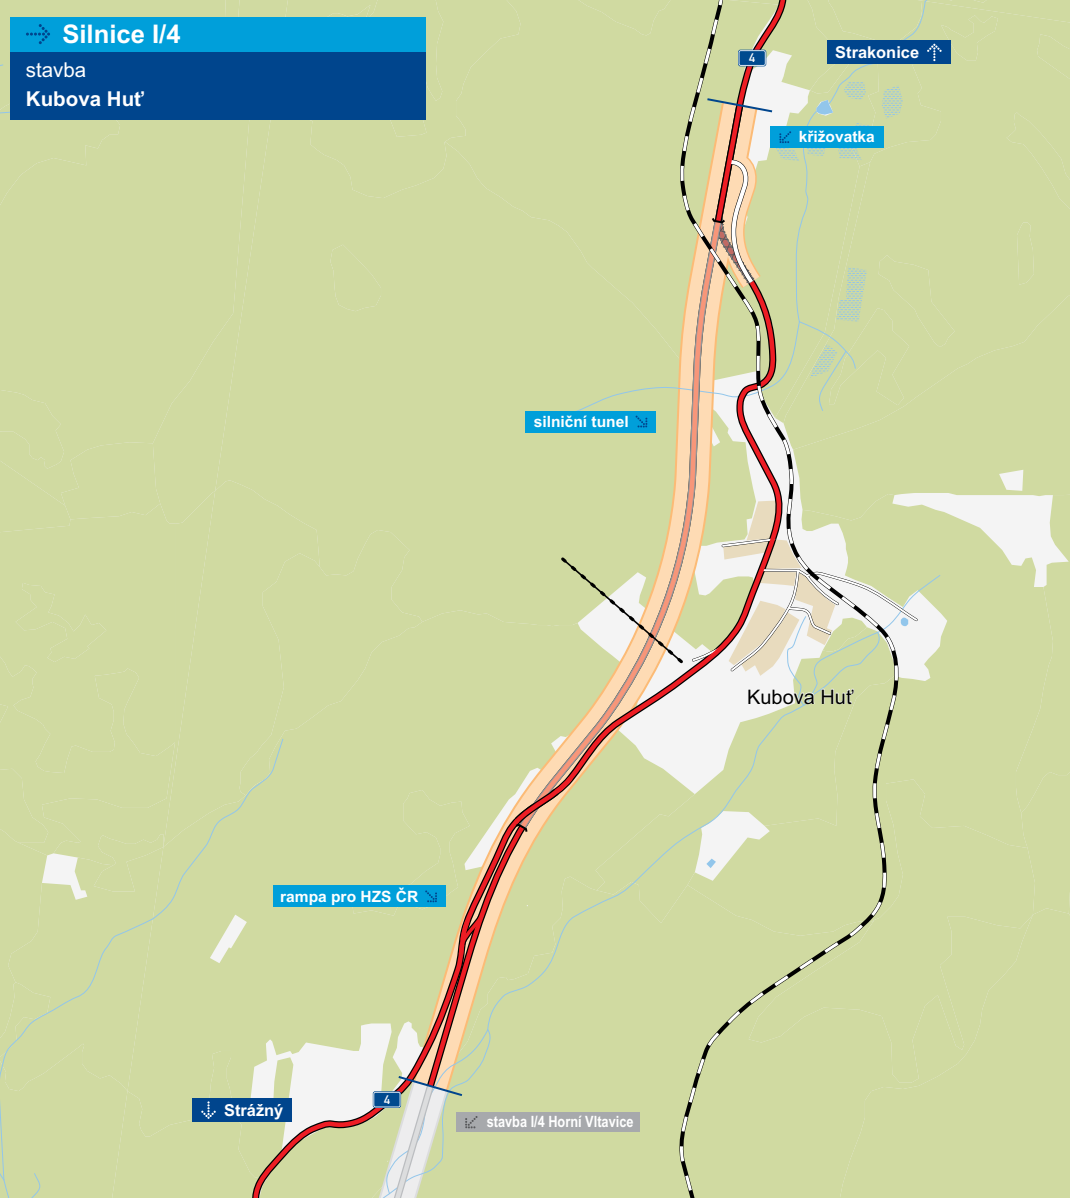 Silnice I/4
stavba
Kubova Huť
4
Strakonice
křižovatka
silniční tunel
Kubova Huť
rampa pro HZS ČR
4
Strážný
stavba I/4 Horní Vltavice